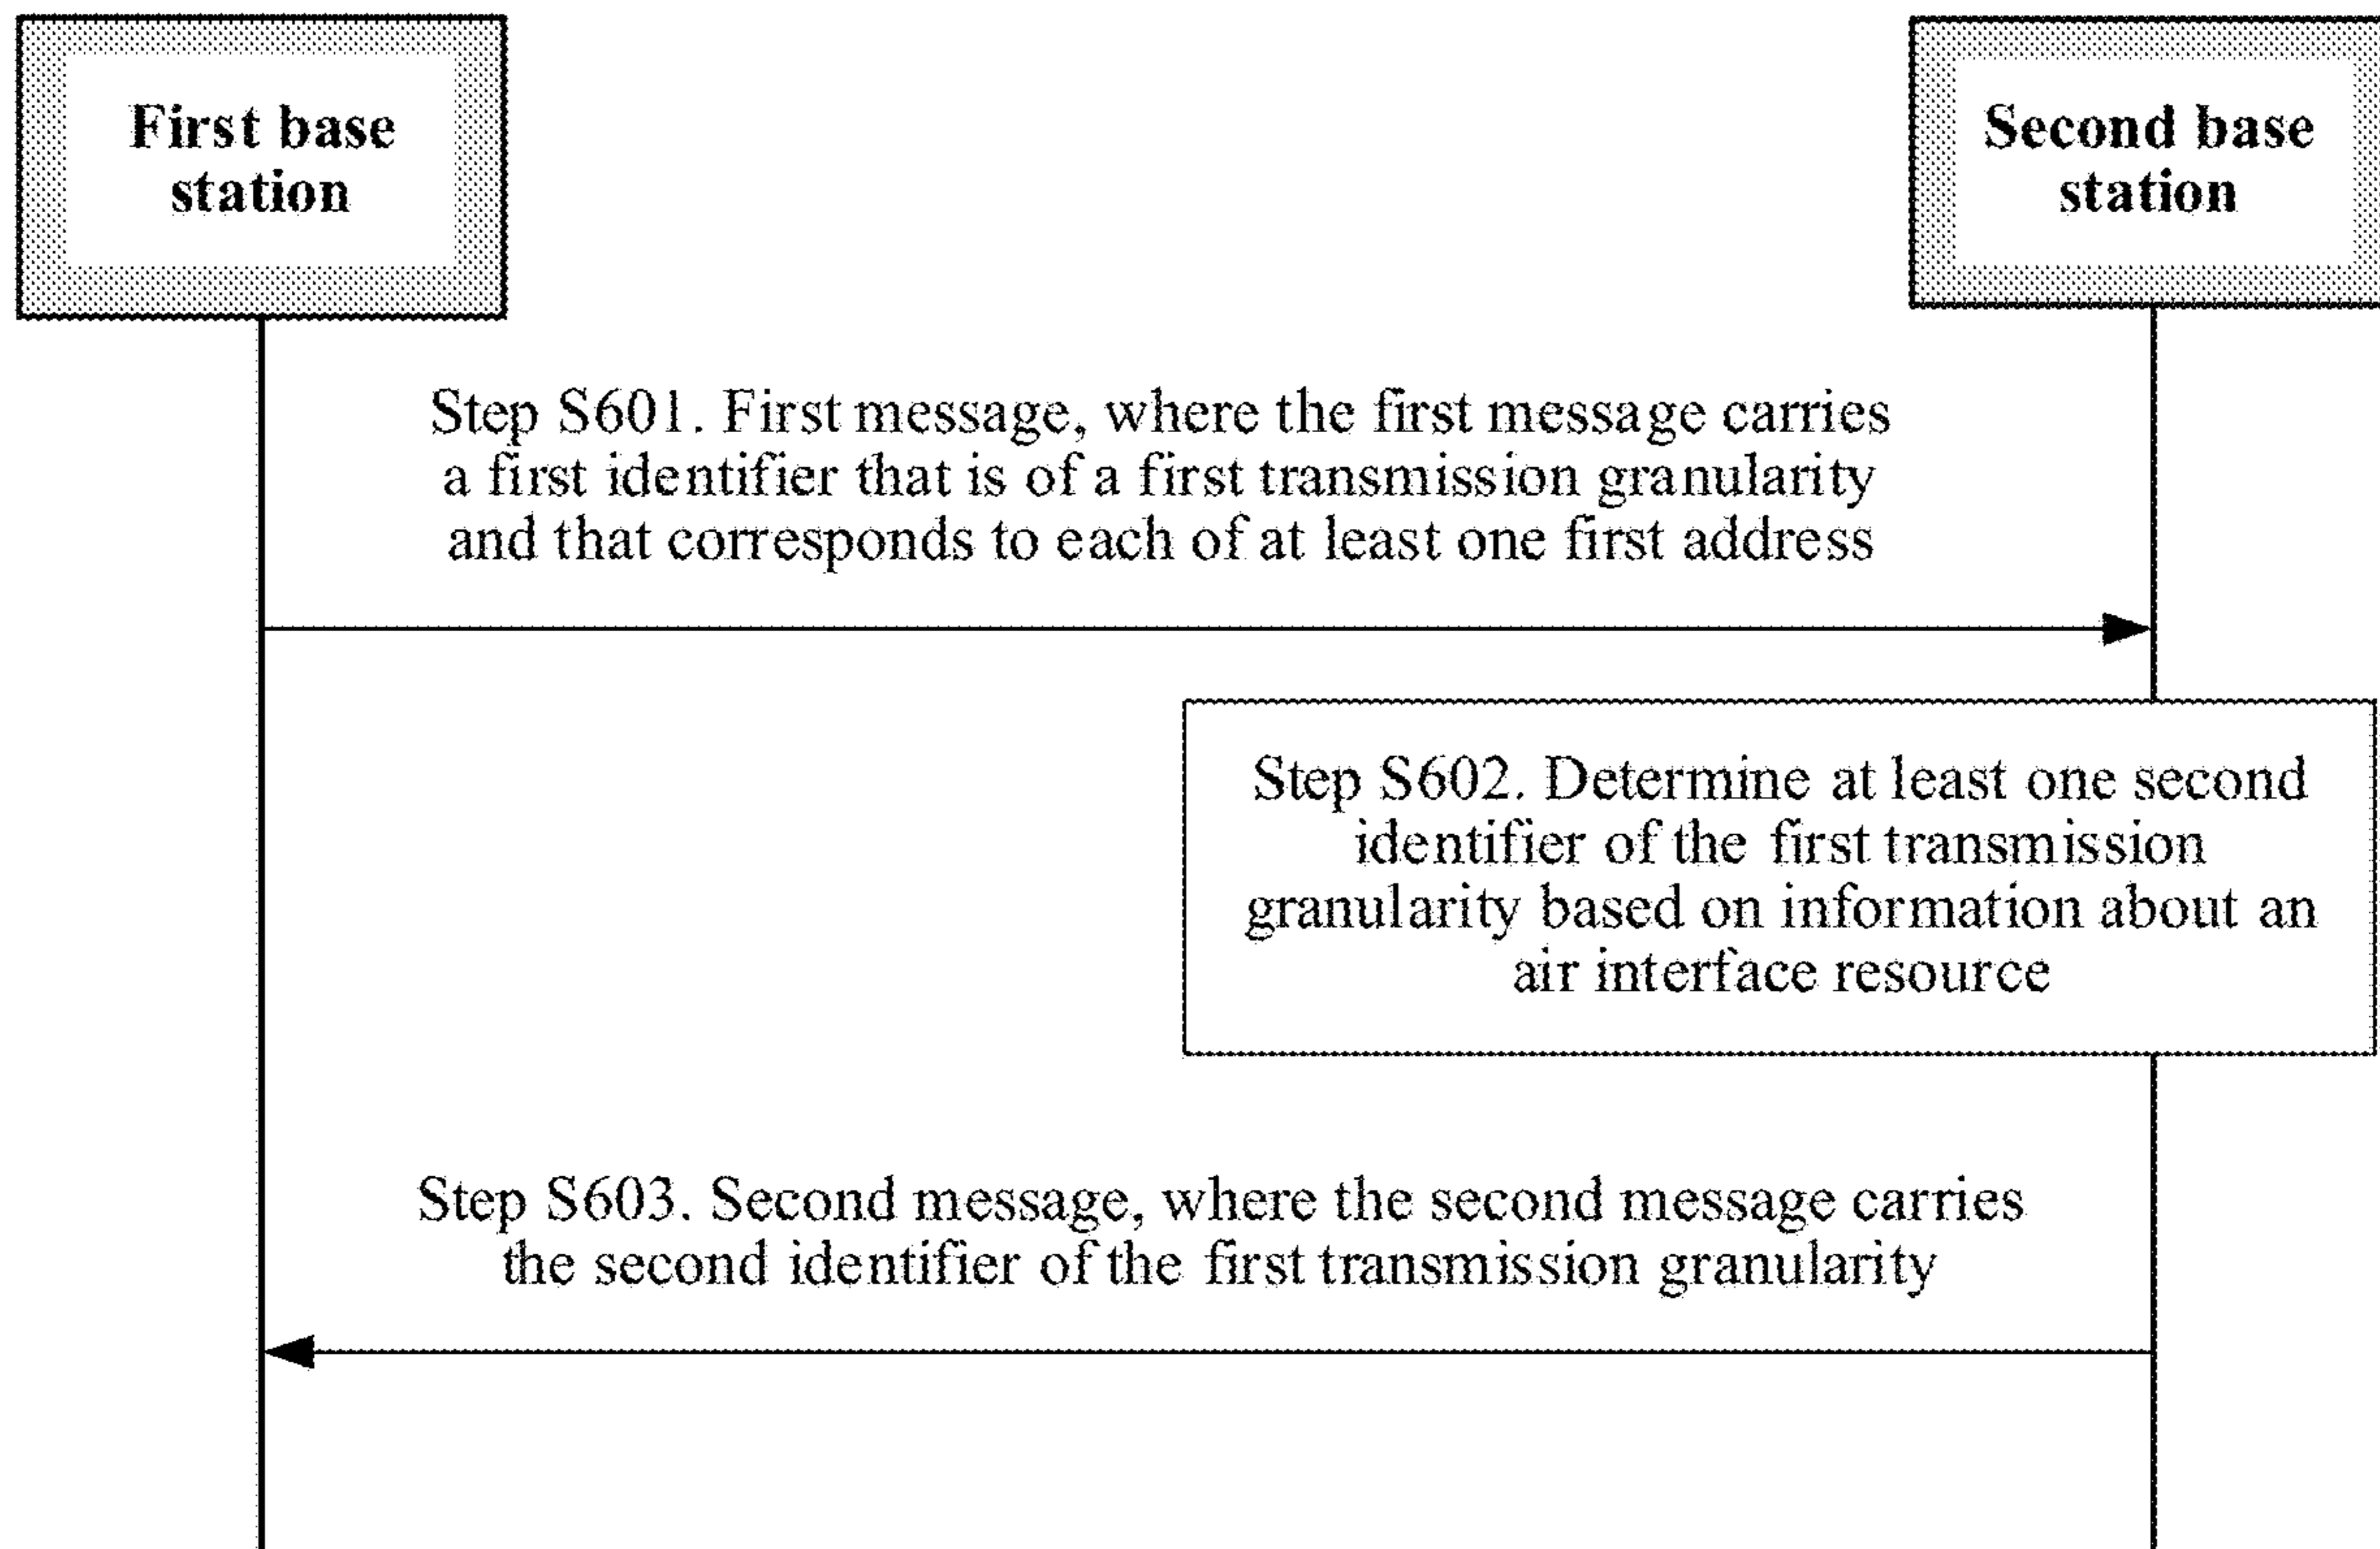 First base
station
Second base
station
Step S601. First message, where the first message carries
a first identifier that is of a first transmission granularity
and that corresponds to each of at least one first address
Step S602. Determine at least one second
identifier of the first transmission
granularity based on information about an
air interface resource
Step S603. Second message, where the second message carries
the second identifier of the first transmission granularity